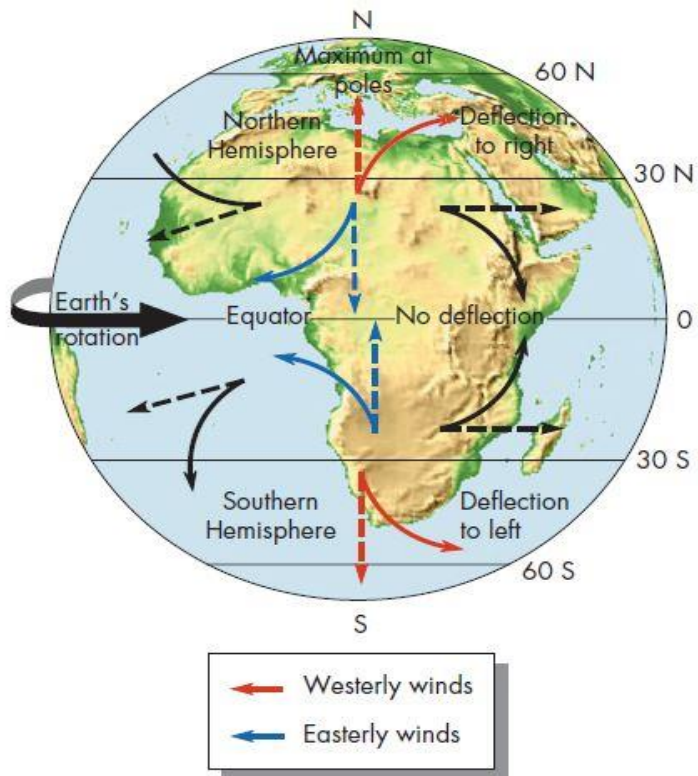 N
Maximum at
poles
60 N
Northern
Hemisphere
Deflection
to right
30 N
Earth's
rotation
Equator
No deflection
0
30 S
Southern
Hemisphere
Deflection
to left
60 S
S
Westerly winds
Easterly winds